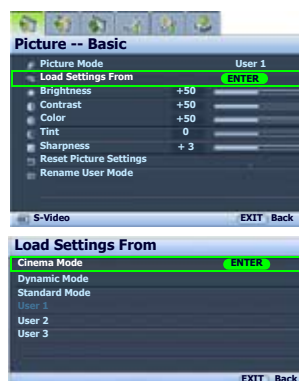 Picture -- Basic
Picture Mode User 1
Load Settings From ENTER
Brightness +50
Contrast +50
Color +50
Tint 0
Sharpness + 3
Reset Picture Settings
Rename User Mode
S-Video EXIT Back
Load Settings From
Cinema Mode ENTER
Dynamic Mode
Standard Mode
User 1
User 2
User 3
EXIT Back